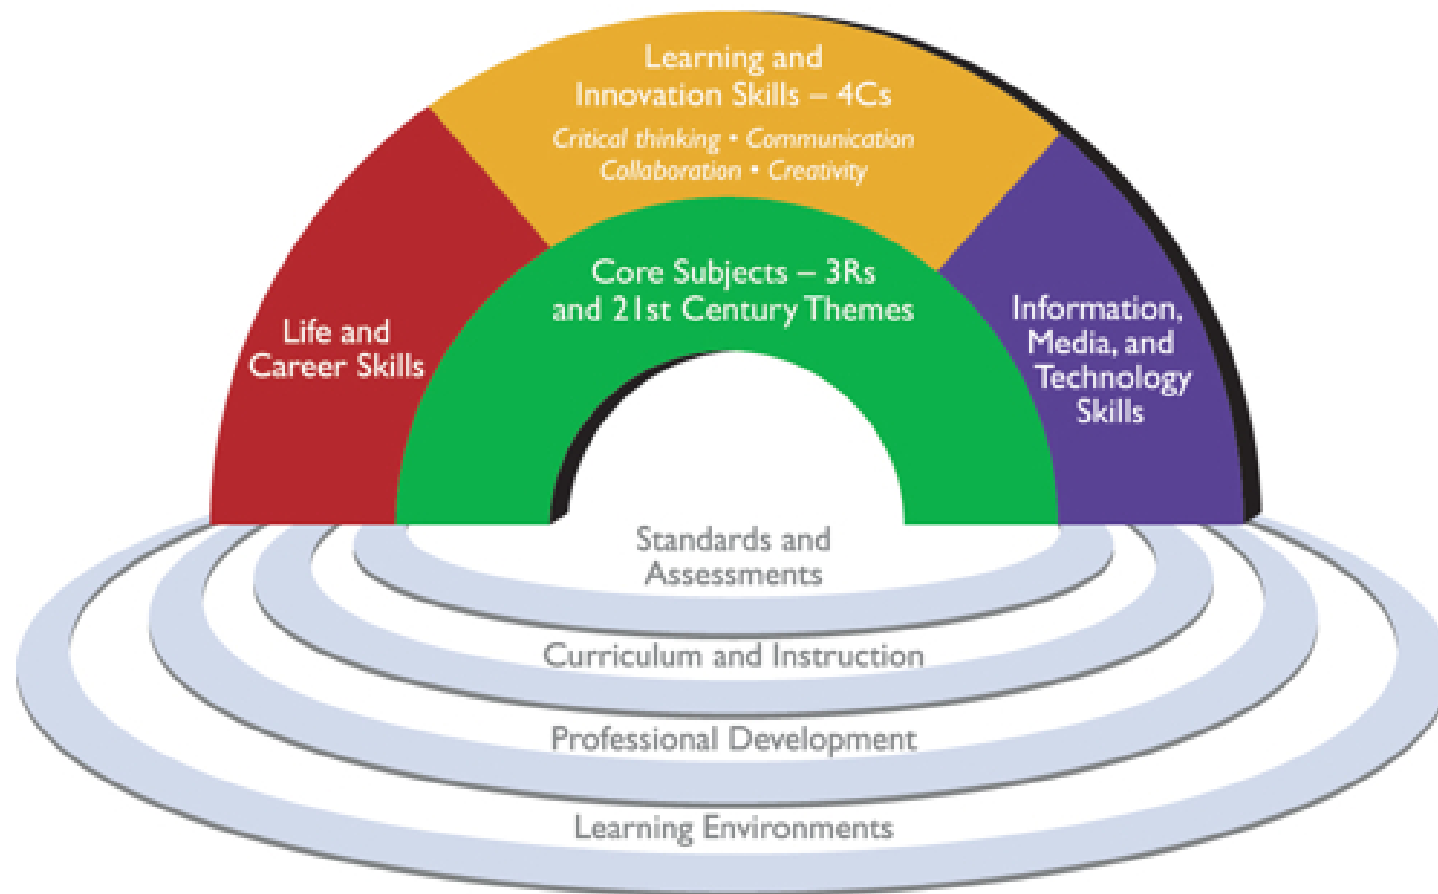 Learning and
Innovation Skills – 4Cs
Critical thinking • Communication
Collaboration • Creativity
Core Subjects – 3Rs
and 21st Century Themes
Life and
Career Skills
Information,
Media, and
Technology
Skills
Standards and
Assessments
Curriculum and Instruction
Professional Development
Learning Environments